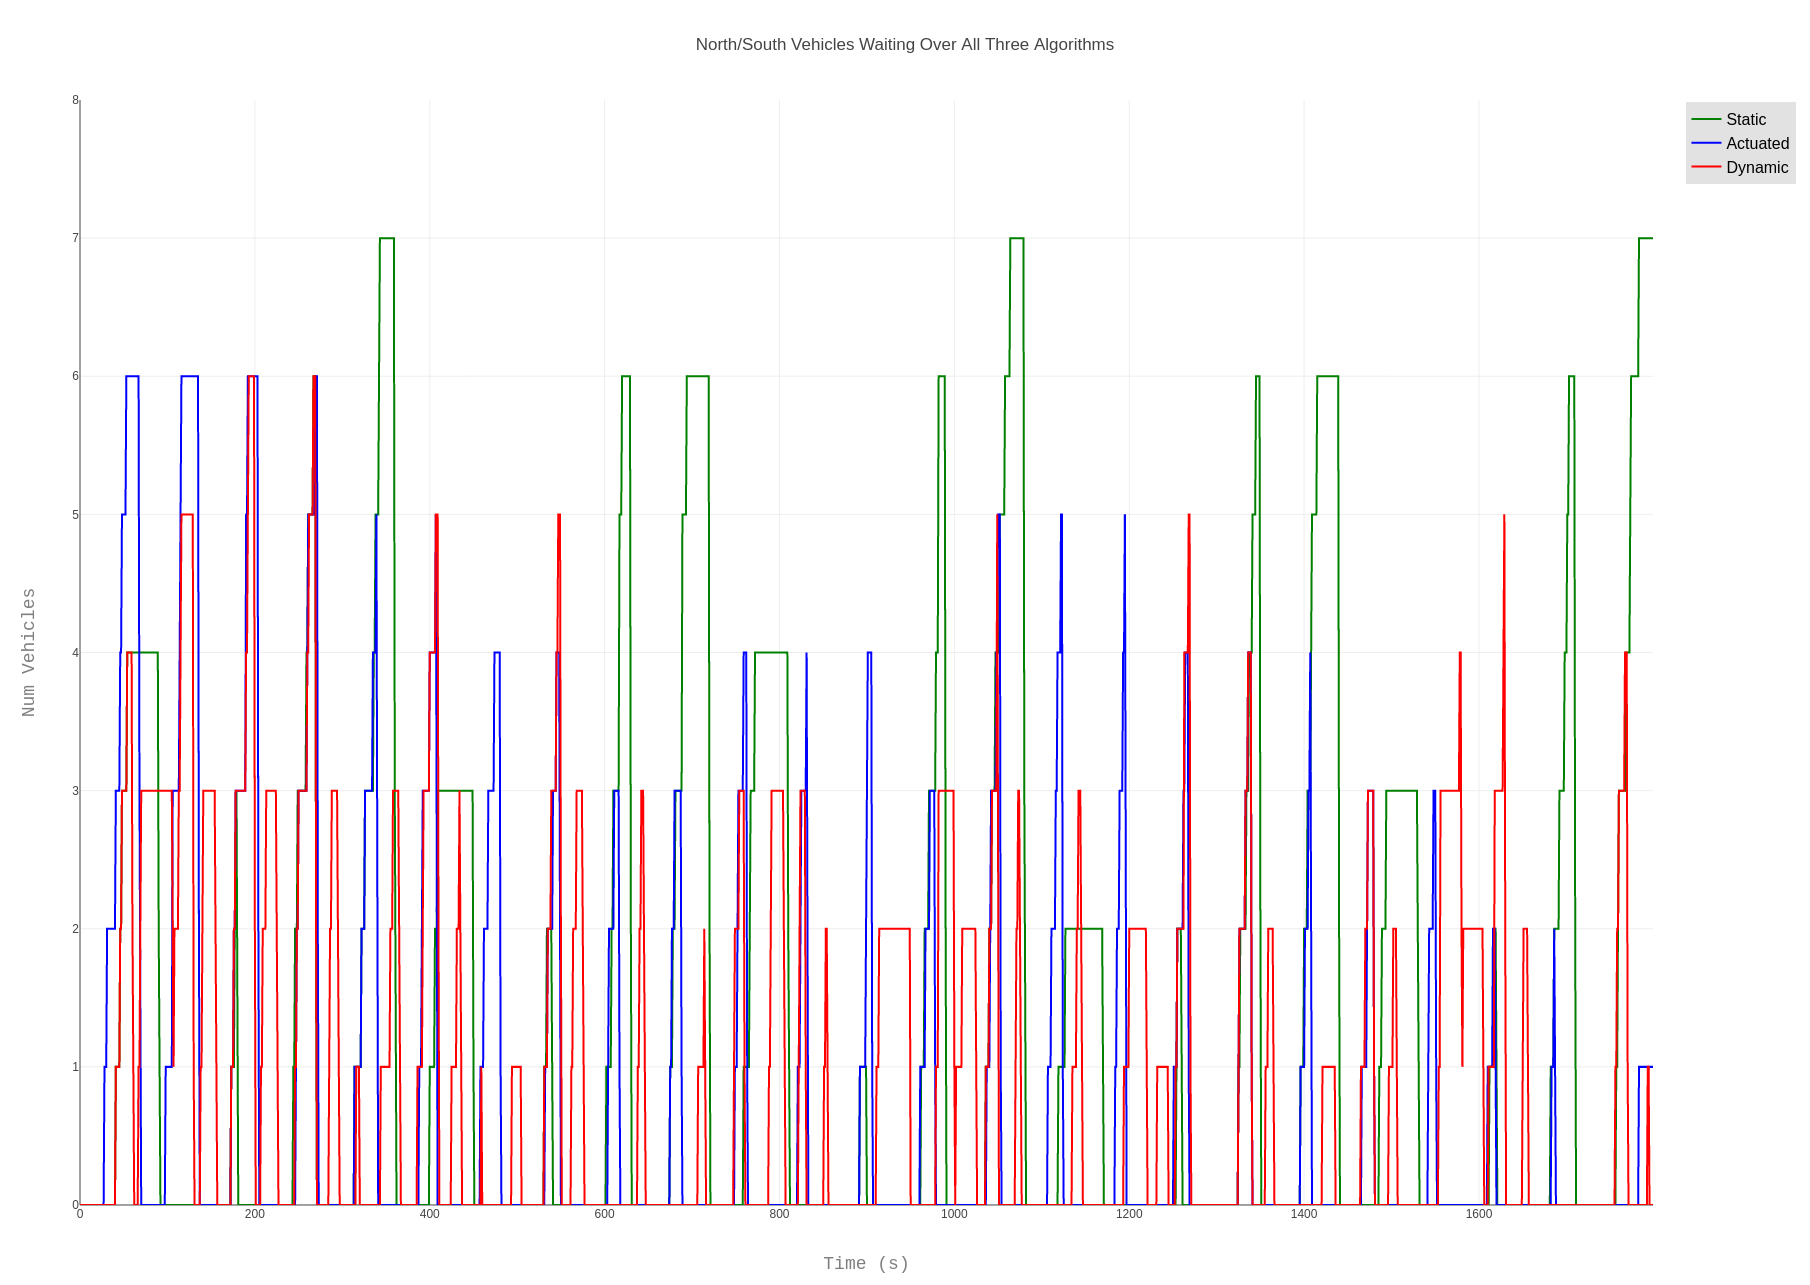 North/South Vehicles Waiting Over All Three Algorithms
Static
Actuated
Dynamic
8
7
6
5
4
3
2
1
0
Num Vehicles
0 200 400 600 800 1000 1200 1400 1600
Time (s)